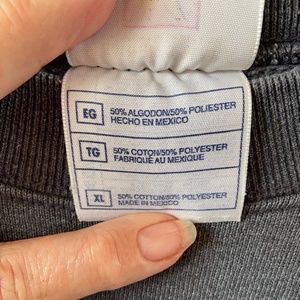 EG
50% ALGODON/50% POLIESTER
HECHO EN MEXICO
TG
50% COTON/50% POLYESTER
FABRIQUÉ AU MEXIQUE
XL
50% COTTON/50% POLYESTER
MADE IN MEXICO